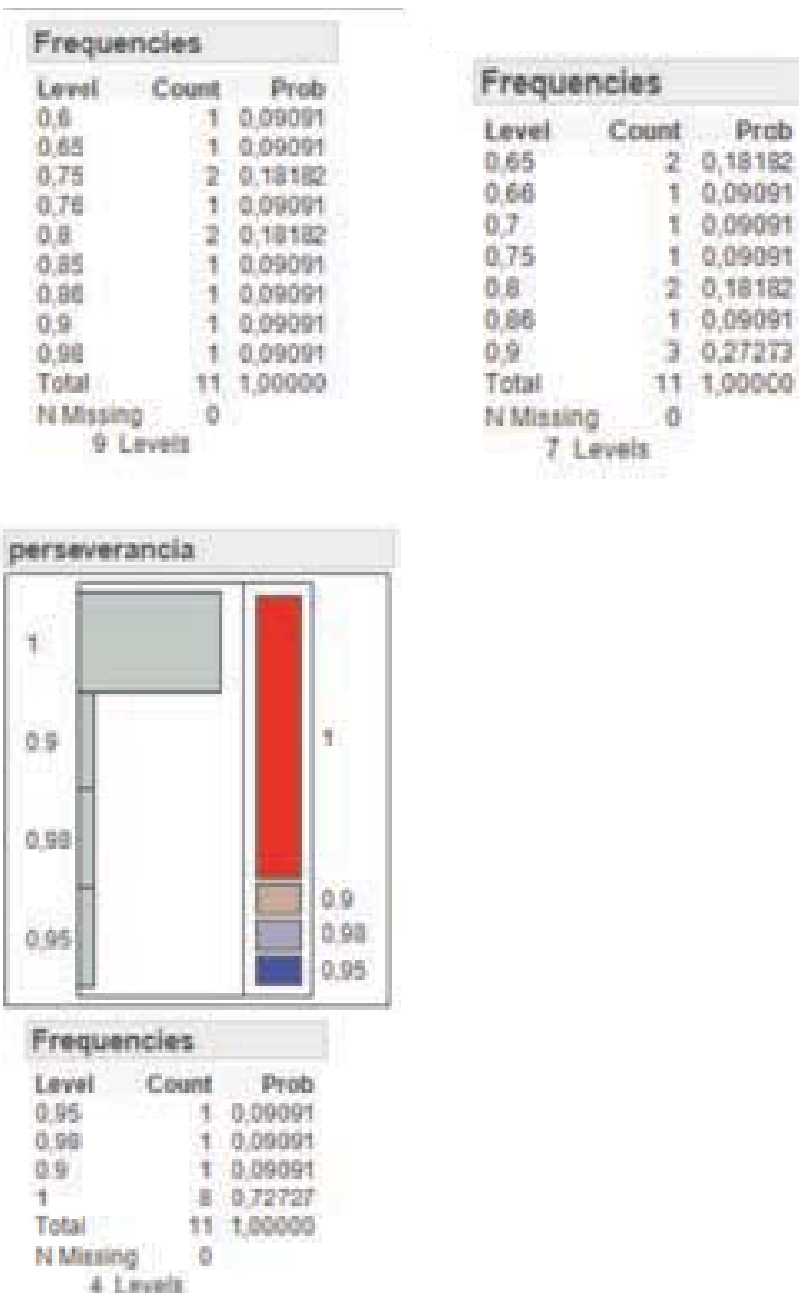 Frequencies
Level Count Prob
0,6 1 0,09091
0,65 1 0,09091
0,75 2 0,18182
0,76 1 0,09091
0,8 2 0,18182
0,85 1 0,09091
0,86 1 0,09091
0,9 1 0,09091
0,98 1 0,09091
Total 11 1,00000
N Missing 0
9 Levels
Frequencies
Level Count Prob
0,65 2 0,18182
0,66 1 0,09091
0,7 1 0,09091
0,75 1 0,09091
0,8 2 0,18182
0,86 1 0,09091
0,9 3 0,27273
Total 11 1,00000
N Missing 0
7 Levels
perseverancia
1
0.9
0,98
0,95
1
0.9
0,98
0,95
Frequencies
Level Count Prob
0,95 1 0,09091
0,98 1 0,09091
0.9 1 0,09091
1 8 0,72727
Total 11 1,00000
N Missing 0
4 Levels